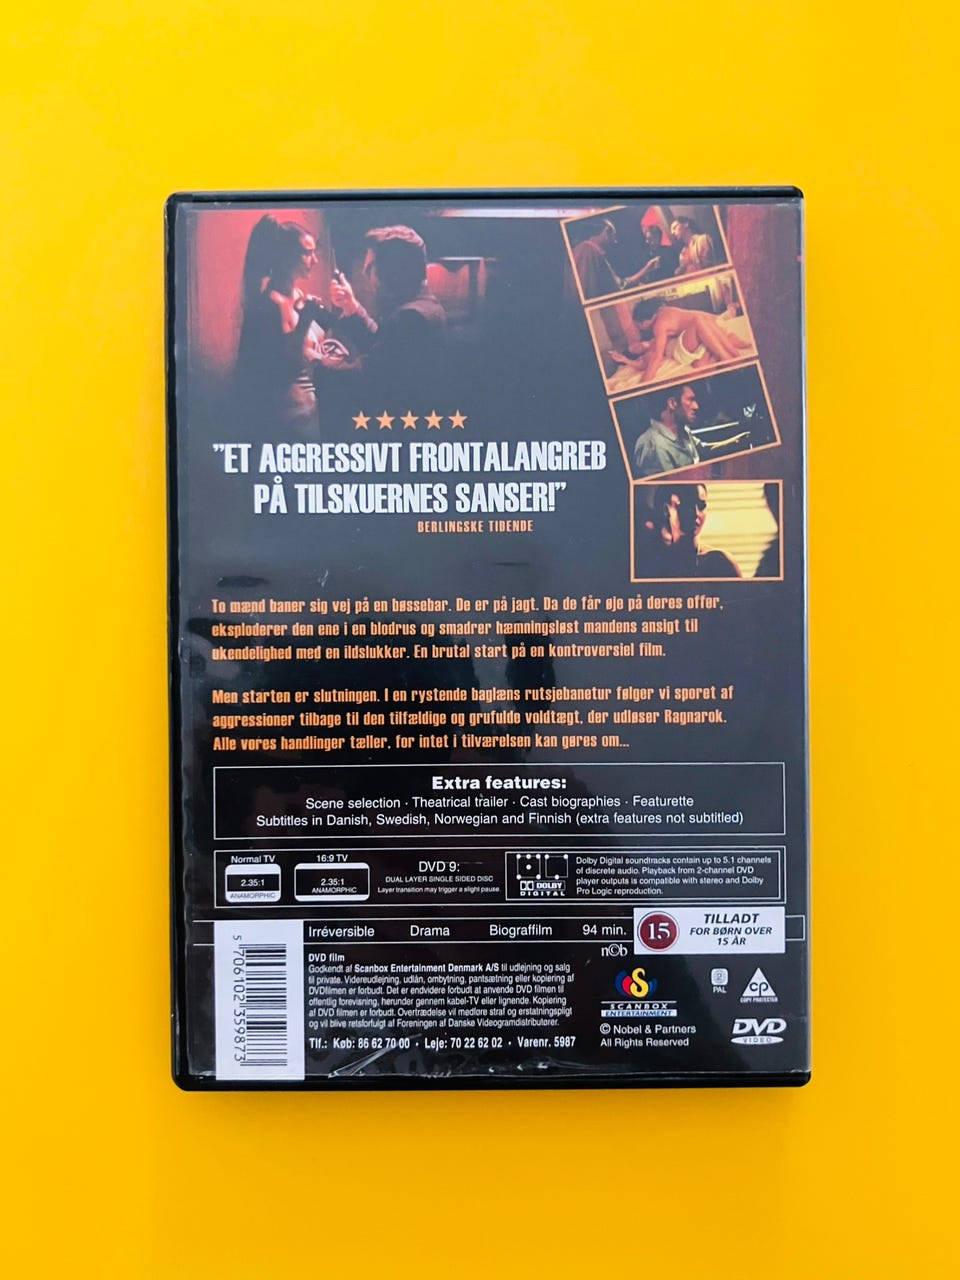 "ET AGGRESSIVT FRONTALANGREB
PÅ TILSKUERNES SANSER!"
BERLINGSKE TIDENDE
To mænd baner sig vej på en bøssebar. De er på jagt. Da de får øje på deres offer,
eksploderer den ene i en blodrus og smadrer hæmningsløst mandens ansigt til
ukendelighed med en ildslukker. En brutal start på en kontroversiel film.
Men starten er slutningen. I en rystende baglæns rutsjebanetur følger vi sporet af
aggressioner tilbage til den tilfældige og grufulde voldtægt, der udløser Ragnarok.
Alle vores handlinger tæller, for intet i tilværelsen kan gøres om...
Extra features:
Scene selection · Theatrical trailer · Cast biographies · Featurette
Subtitles in Danish, Swedish, Norwegian and Finnish (extra features not subtitled)
Normal TV
2.35:1
ANAMORPHIC
16:9 TV
2.35:1
ANAMORPHIC
DVD 9:
DUAL LAYER SINGLE SIDED DISC
Layer transition may trigger a slight pause.
DOLBY
DIGITAL
Dolby Digital soundtracks contain up to 5.1 channels
of discrete audio. Playback from 2-channel DVD
player outputs is compatible with stereo and Dolby
Pro Logic reproduction.
Irréversible Drama Biograffilm 94 min.
15
TILLADT
FOR BØRN OVER
15 ÅR
5 706102 359873
DVD film
Godkendt af Scanbox Entertainment Denmark A/S til udlejning og salg
til private. Videreudlejning, udlån, ombytning, pantsætning eller kopiering af
DVDfilmen er forbudt. Det er endvidere forbudt at anvende DVD filmen til
offentlig forevisning, herunder gennem kabel-TV eller lignende. Kopiering
af DVD filmen er forbudt. Overtrædelse vil medføre straf og erstatningspligt
og vil blive retsforfulgt af Foreningen af Danske Videogramdistributører.
Tlf.: Køb: 86 62 70 00 · Leje: 70 22 62 02 · Varenr. 5987
n©b
SCANBOX
ENTERTAINMENT
© Nobel & Partners
All Rights Reserved
2
PAL
CP
COPY PROTECTED
DVD
VIDEO